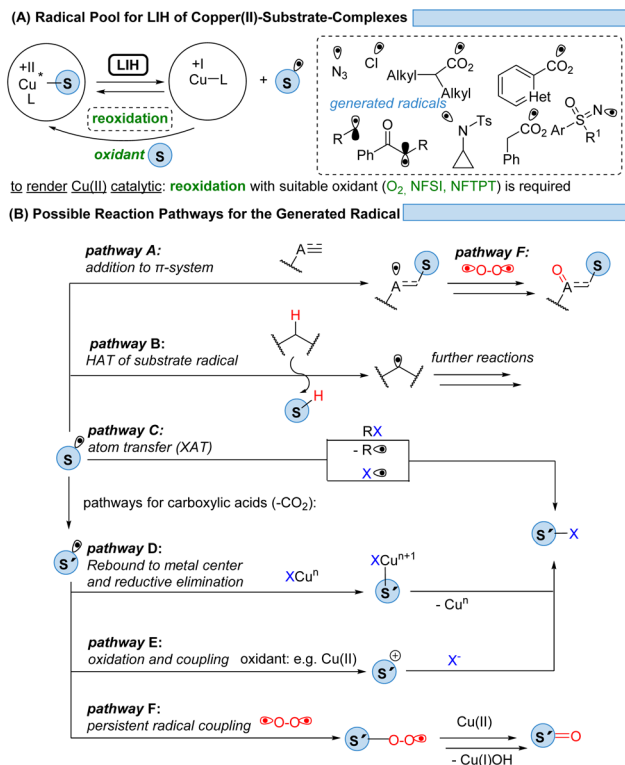 (A) Radical Pool for LIH of Copper(II)-Substrate-Complexes
+II
Cu * S
L
LIH
reoxidation
oxidant S
+I
Cu—L
+ S
N3
Cl
Alkyl CO2
Alkyl
CO2
Het
generated radicals
R
Ph O R
N Ts
CO2
Ph
O N
Ar S R1
to render Cu(II) catalytic: reoxidation with suitable oxidant (O2, NFSI, NFTPT) is required
(B) Possible Reaction Pathways for the Generated Radical
pathway A:
addition to π-system
A
A S
pathway F:
O-O
O
A S
pathway B:
HAT of substrate radical
H
S H
further reactions
S
pathway C:
atom transfer (XAT)
RX
- R
X
pathways for carboxylic acids (-CO2):
S′—X
S′
pathway D:
Rebound to metal center
and reductive elimination
XCun
XCun+1
S′
- Cun
pathway E:
oxidation and coupling oxidant: e.g. Cu(II)
S′ +
X-
pathway F:
persistent radical coupling
O-O
S′—O-O
Cu(II)
- Cu(I)OH
S′=O